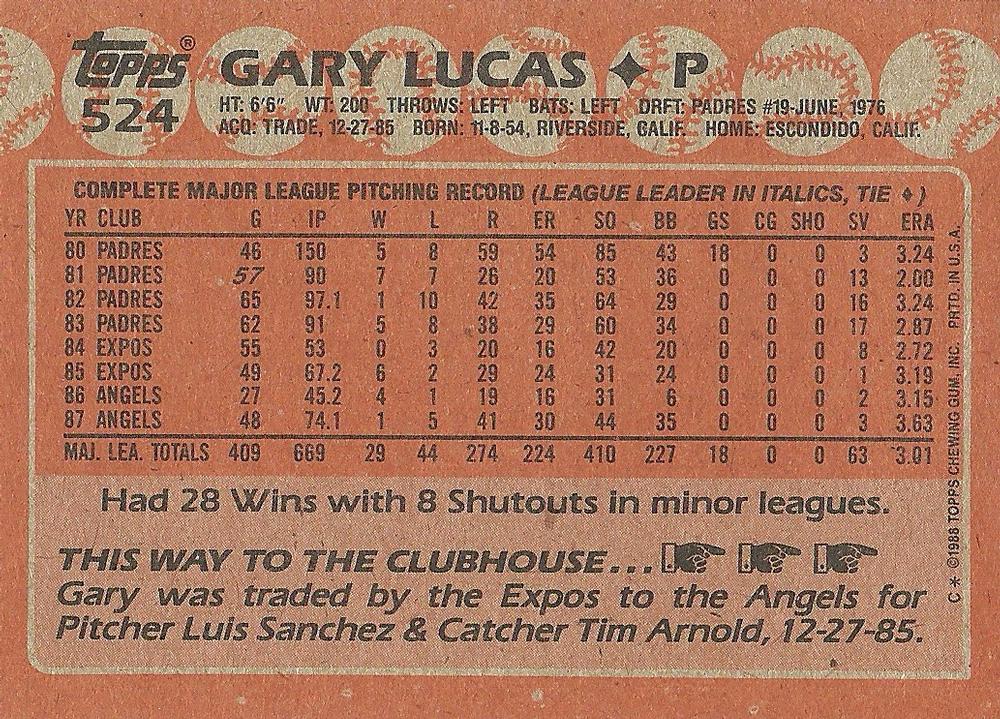 topps® GARY LUCAS ✦ P
524 HT: 6'6" WT: 200 THROWS: LEFT BATS: LEFT DRFT: PADRES #19-JUNE, 1976
ACQ: TRADE, 12-27-85 BORN: 11-8-54, RIVERSIDE, CALIF. HOME: ESCONDIDO, CALIF.
COMPLETE MAJOR LEAGUE PITCHING RECORD (LEAGUE LEADER IN ITALICS, TIE ♦)
YR CLUB G IP W L R ER SO BB GS CG SHO SV ERA
80 PADRES 46 150 5 8 59 54 85 43 18 0 0 3 3.24
81 PADRES 57 90 7 7 26 20 53 36 0 0 0 13 2.00
82 PADRES 65 97.1 1 10 42 35 64 29 0 0 0 16 3.24
83 PADRES 62 91 5 8 38 29 60 34 0 0 0 17 2.87
84 EXPOS 55 53 0 3 20 16 42 20 0 0 0 8 2.72
85 EXPOS 49 67.2 6 2 29 24 31 24 0 0 0 1 3.19
86 ANGELS 27 45.2 4 1 19 16 31 6 0 0 0 2 3.15
87 ANGELS 48 74.1 1 5 41 30 44 35 0 0 0 3 3.63
MAJ. LEA. TOTALS 409 669 29 44 274 224 410 227 18 0 0 63 3.01
Had 28 Wins with 8 Shutouts in minor leagues.
THIS WAY TO THE CLUBHOUSE...
Gary was traded by the Expos to the Angels for
Pitcher Luis Sanchez & Catcher Tim Arnold, 12-27-85.
C* ©1988 TOPPS CHEWING GUM, INC. PRTD. IN U.S.A.